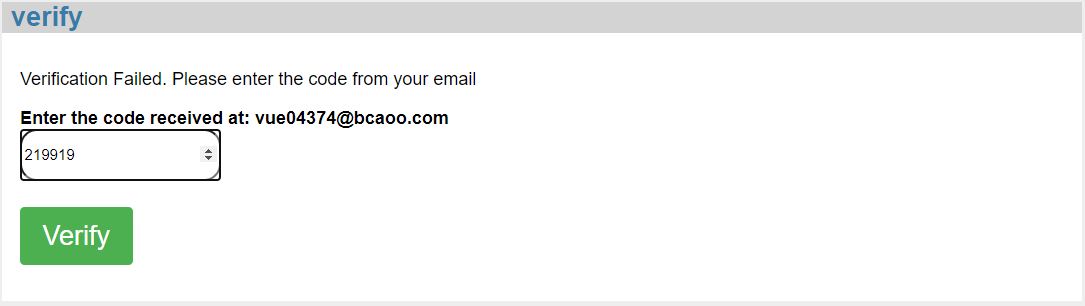 verify
Verification Failed. Please enter the code from your email
Enter the code received at: vue04374@bcaoo.com
219919
Verify